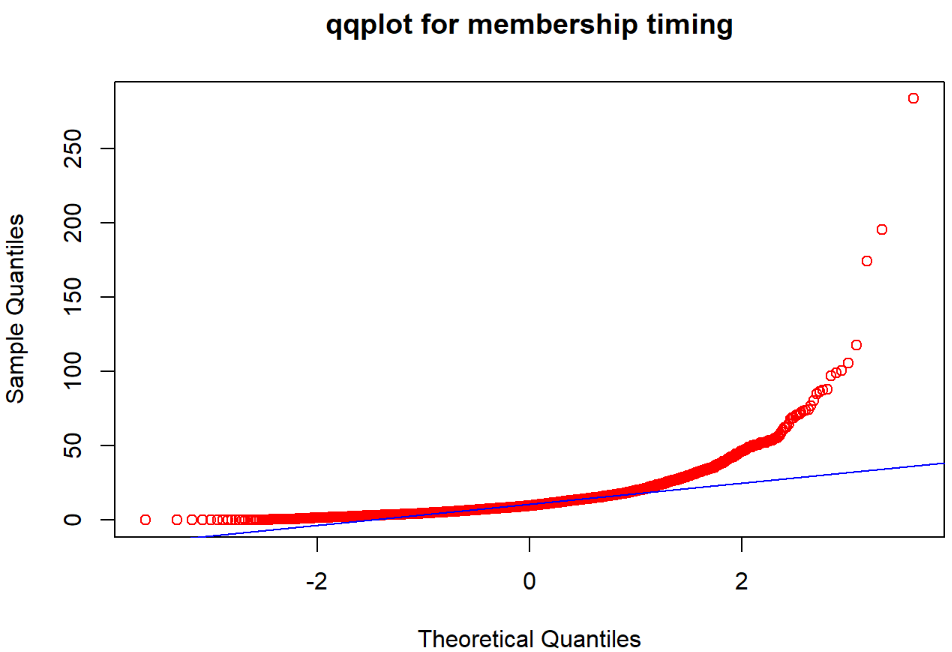 qqplot for membership timing
Sample Quantiles
250
200
150
100
50
0
-2 0 2
Theoretical Quantiles